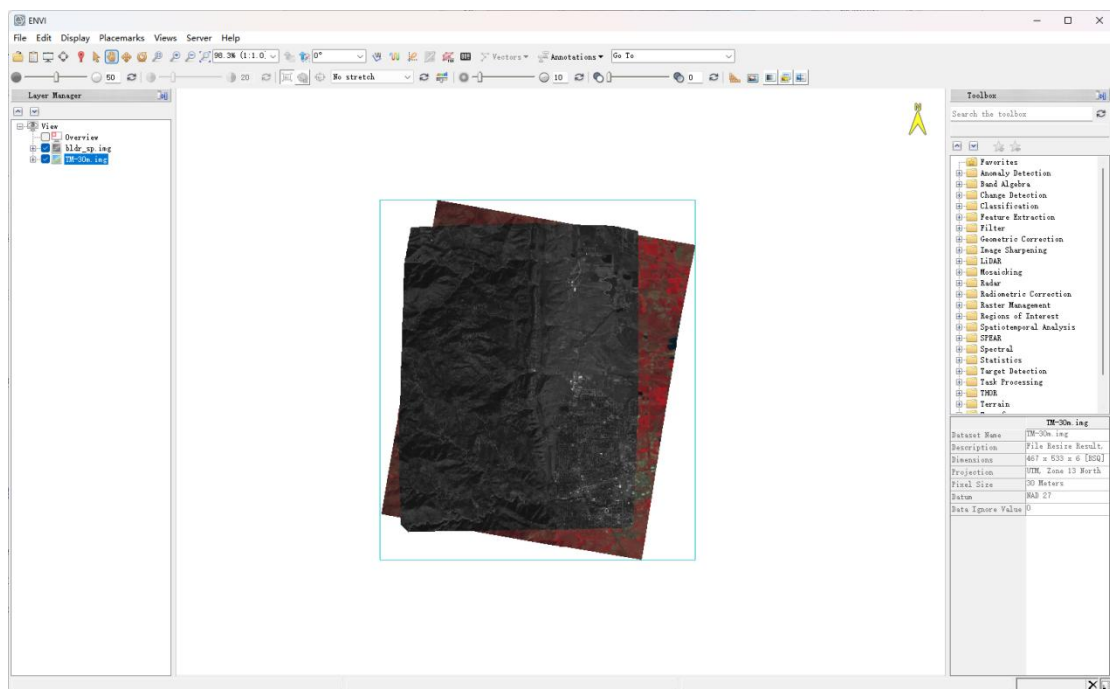 ENVI
File Edit Display Placemarks Views Server Help
98.3% (1:1.0 0° Vectors Annotations Go To
50 20 No stretch 10 0
Layer Manager
View
Overview
bldr_sp.img
TM-30m.img
N
Toolbox
Search the toolbox
Favorites
Anomaly Detection
Band Algebra
Change Detection
Classification
Feature Extraction
Filter
Geometric Correction
Image Sharpening
LiDAR
Mosaicking
Radar
Radiometric Correction
Raster Management
Regions of Interest
Spatiotemporal Analysis
SPEAR
Spectral
Statistics
Target Detection
Task Processing
THOR
Terrain
TM-30m.img
Dataset Name TM-30m.img
Description File Resize Result,
Dimensions 467 x 533 x 6 [BSQ]
Projection UTM, Zone 13 North
Pixel Size 30 Meters
Datum NAD 27
Data Ignore Value 0